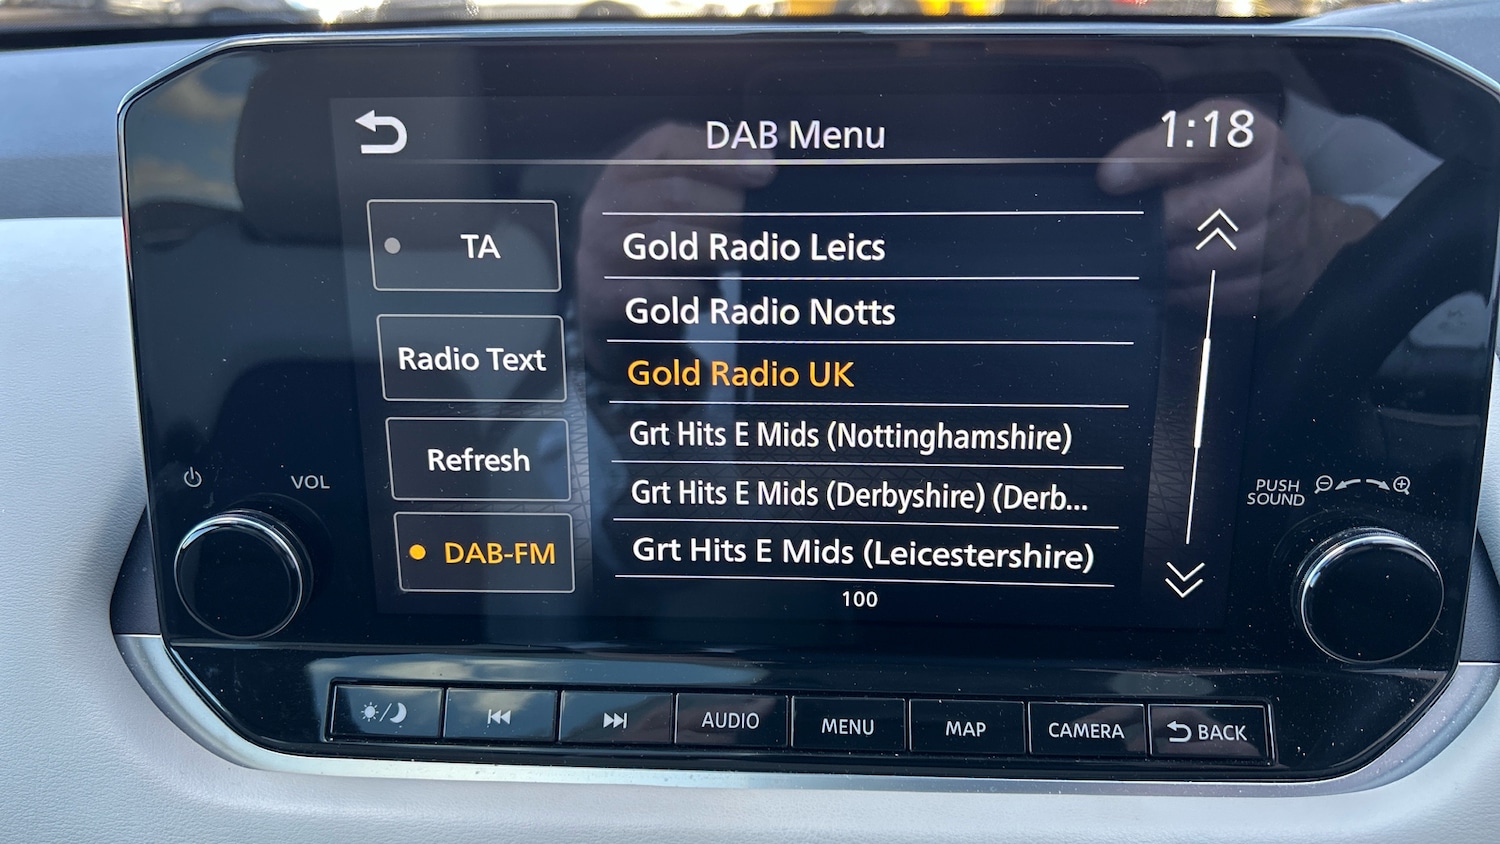 DAB Menu
1:18
TA
Radio Text
Refresh
DAB-FM
Gold Radio Leics
Gold Radio Notts
Gold Radio UK
Grt Hits E Mids (Nottinghamshire)
Grt Hits E Mids (Derbyshire) (Derb...
Grt Hits E Mids (Leicestershire)
100
VOL
PUSH
SOUND
AUDIO
MENU
MAP
CAMERA
BACK